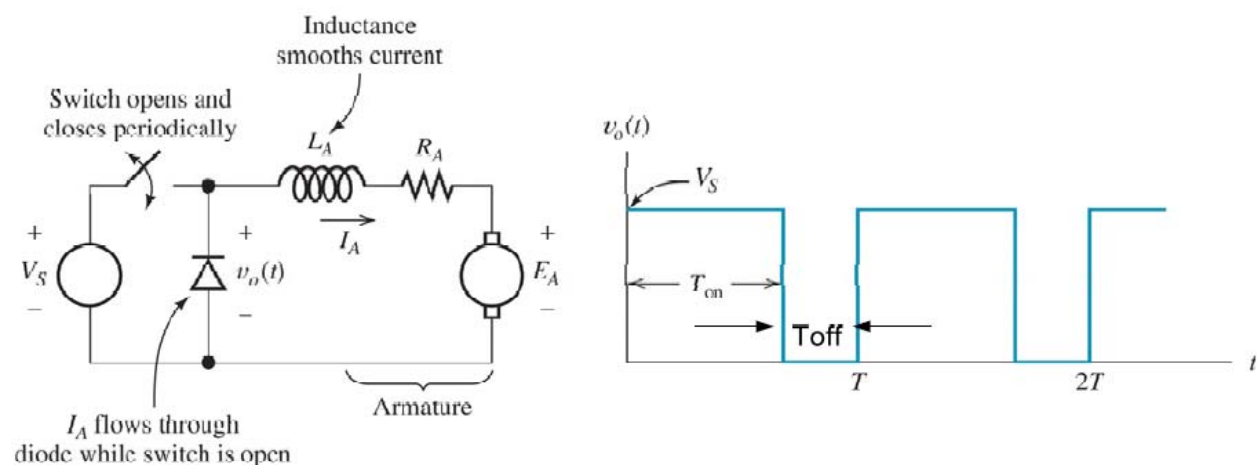 Inductance
smooths current
Switch opens and
closes periodically
L_A
R_A
+
V_S
−
+
v_o(t)
−
I_A
+
E_A
−
Armature
I_A flows through
diode while switch is open
v_o(t)
V_S
T_on
Toff
T
2T
t